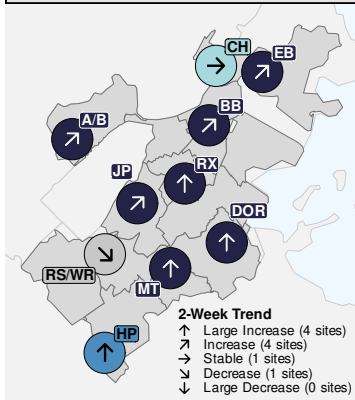 CH
EB
BB
A/B
RX
JP
DOR
RS/WR
MT
HP
2-Week Trend
↑ Large Increase (4 sites)
↗ Increase (4 sites)
→ Stable (1 sites)
↘ Decrease (1 sites)
↓ Large Decrease (0 sites)